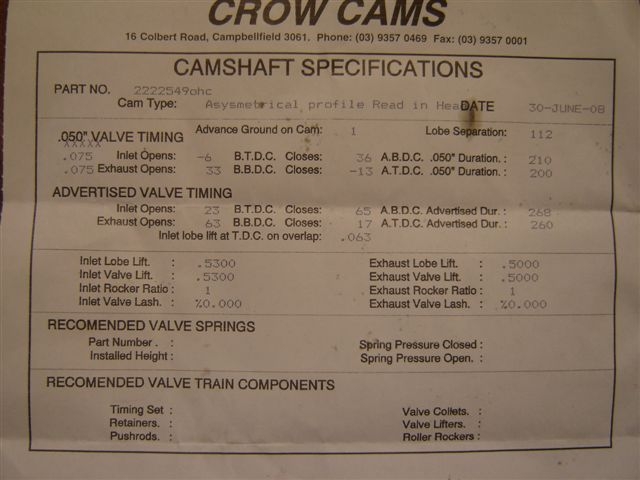 CROW CAMS
16 Colbert Road, Campbellfield 3061. Phone: (03) 9357 0469 Fax: (03) 9357 0001
CAMSHAFT SPECIFICATIONS
PART NO. 2222549ohc
Cam Type: Asysmetrical profile Read in Hea DATE 30-JUNE-08
.050" VALVE TIMING Advance Ground on Cam: 1 Lobe Separation: 112
XXXXX
.075 Inlet Opens: -6 B.T.D.C. Closes: 36 A.B.D.C. .050" Duration.: 210
.075 Exhaust Opens: 33 B.B.D.C. Closes: -13 A.T.D.C. .050" Duration.: 200
ADVERTISED VALVE TIMING
Inlet Opens: 23 B.T.D.C. Closes: 65 A.B.D.C. Advertised Dur. : 268
Exhaust Opens: 63 B.B.D.C. Closes: 17 A.T.D.C. Advertised Dur. : 260
Inlet lobe lift at T.D.C. on overlap: .063
Inlet Lobe Lift. : .5300 Exhaust Lobe Lift. : .5000
Inlet Valve Lift. : .5300 Exhaust Valve Lift. : .5000
Inlet Rocker Ratio : 1 Exhaust Rocker Ratio : 1
Inlet Valve Lash. : %0.000 Exhaust Valve Lash. : %0.000
RECOMENDED VALVE SPRINGS
Part Number . : Spring Pressure Closed :
Installed Height : Spring Pressure Open. :
RECOMENDED VALVE TRAIN COMPONENTS
Timing Set : Valve Collets. :
Retainers. : Valve Lifters. :
Pushrods. : Roller Rockers :